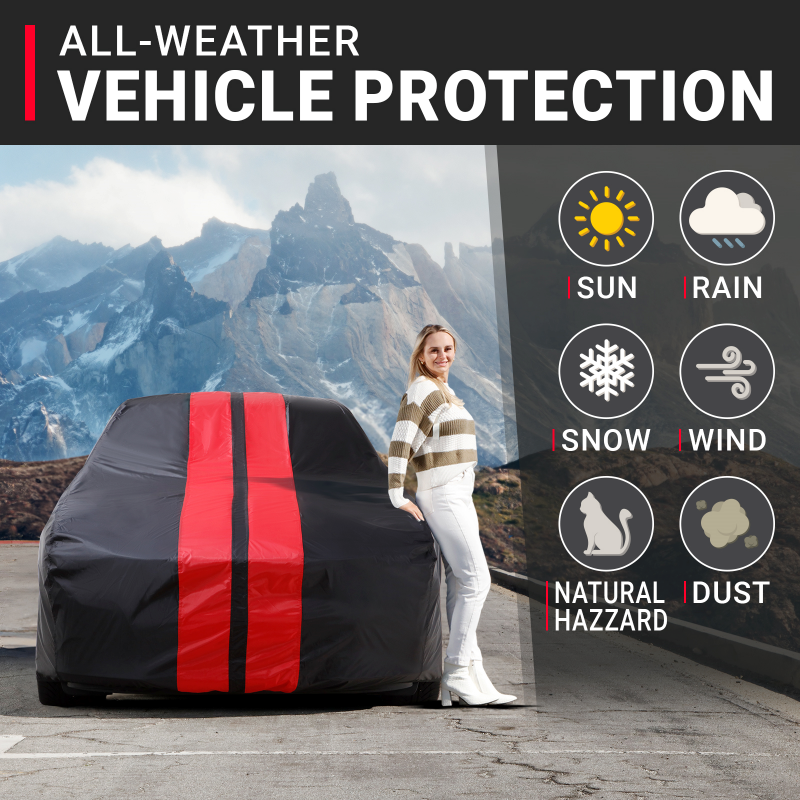 ALL-WEATHER
VEHICLE PROTECTION
SUN
RAIN
SNOW
WIND
NATURAL
HAZZARD
DUST